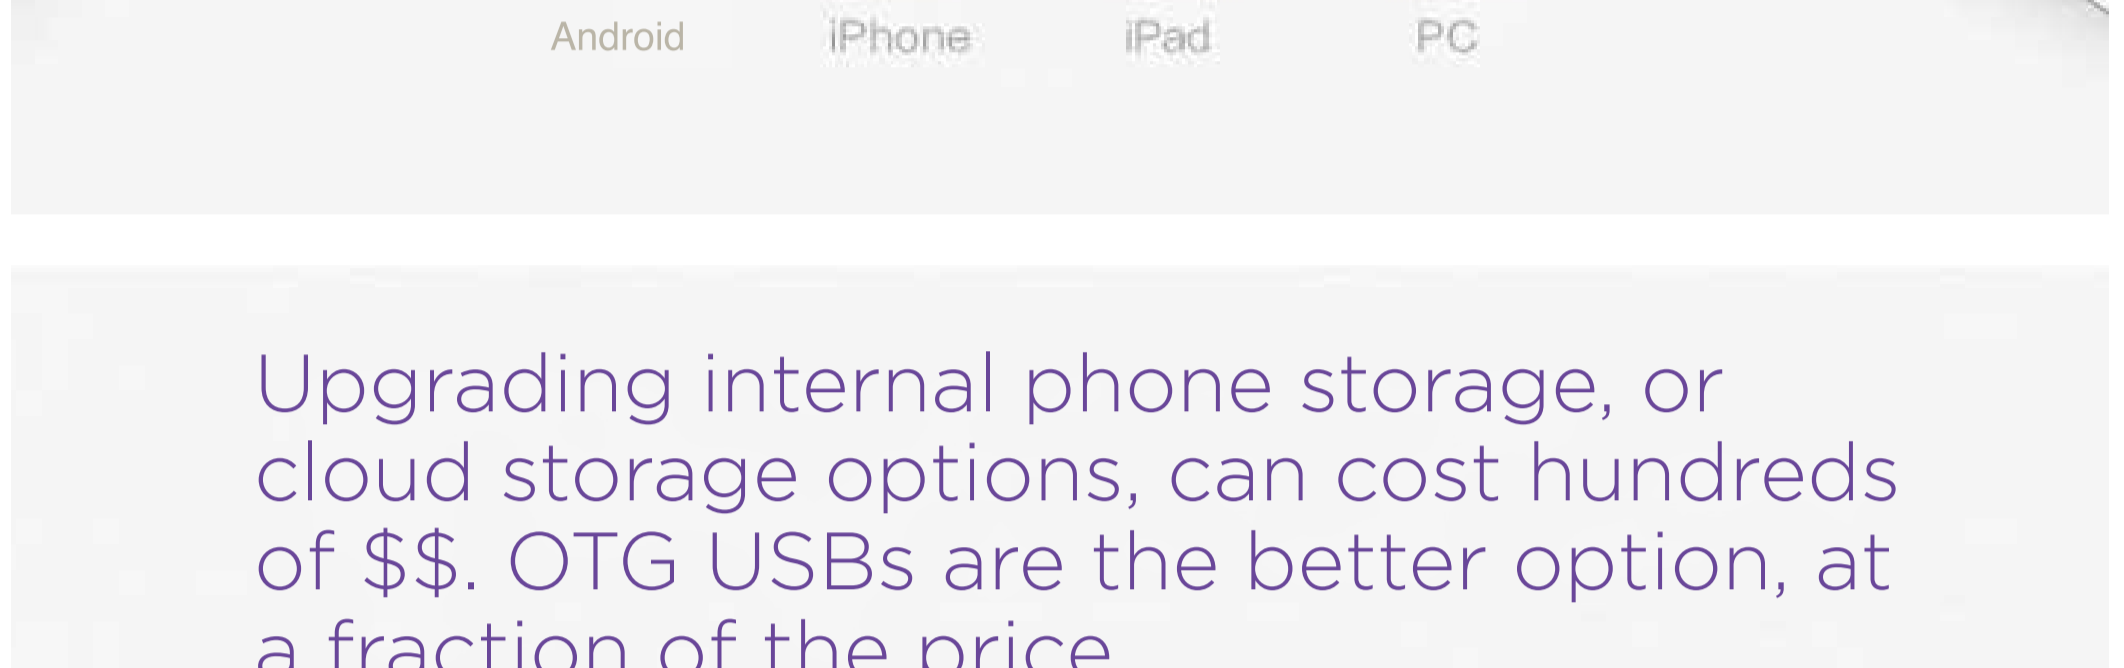 Android iPhone iPad PC
Upgrading internal phone storage, or
cloud storage options, can cost hundreds
of $$. OTG USBs are the better option, at
a fraction of the price